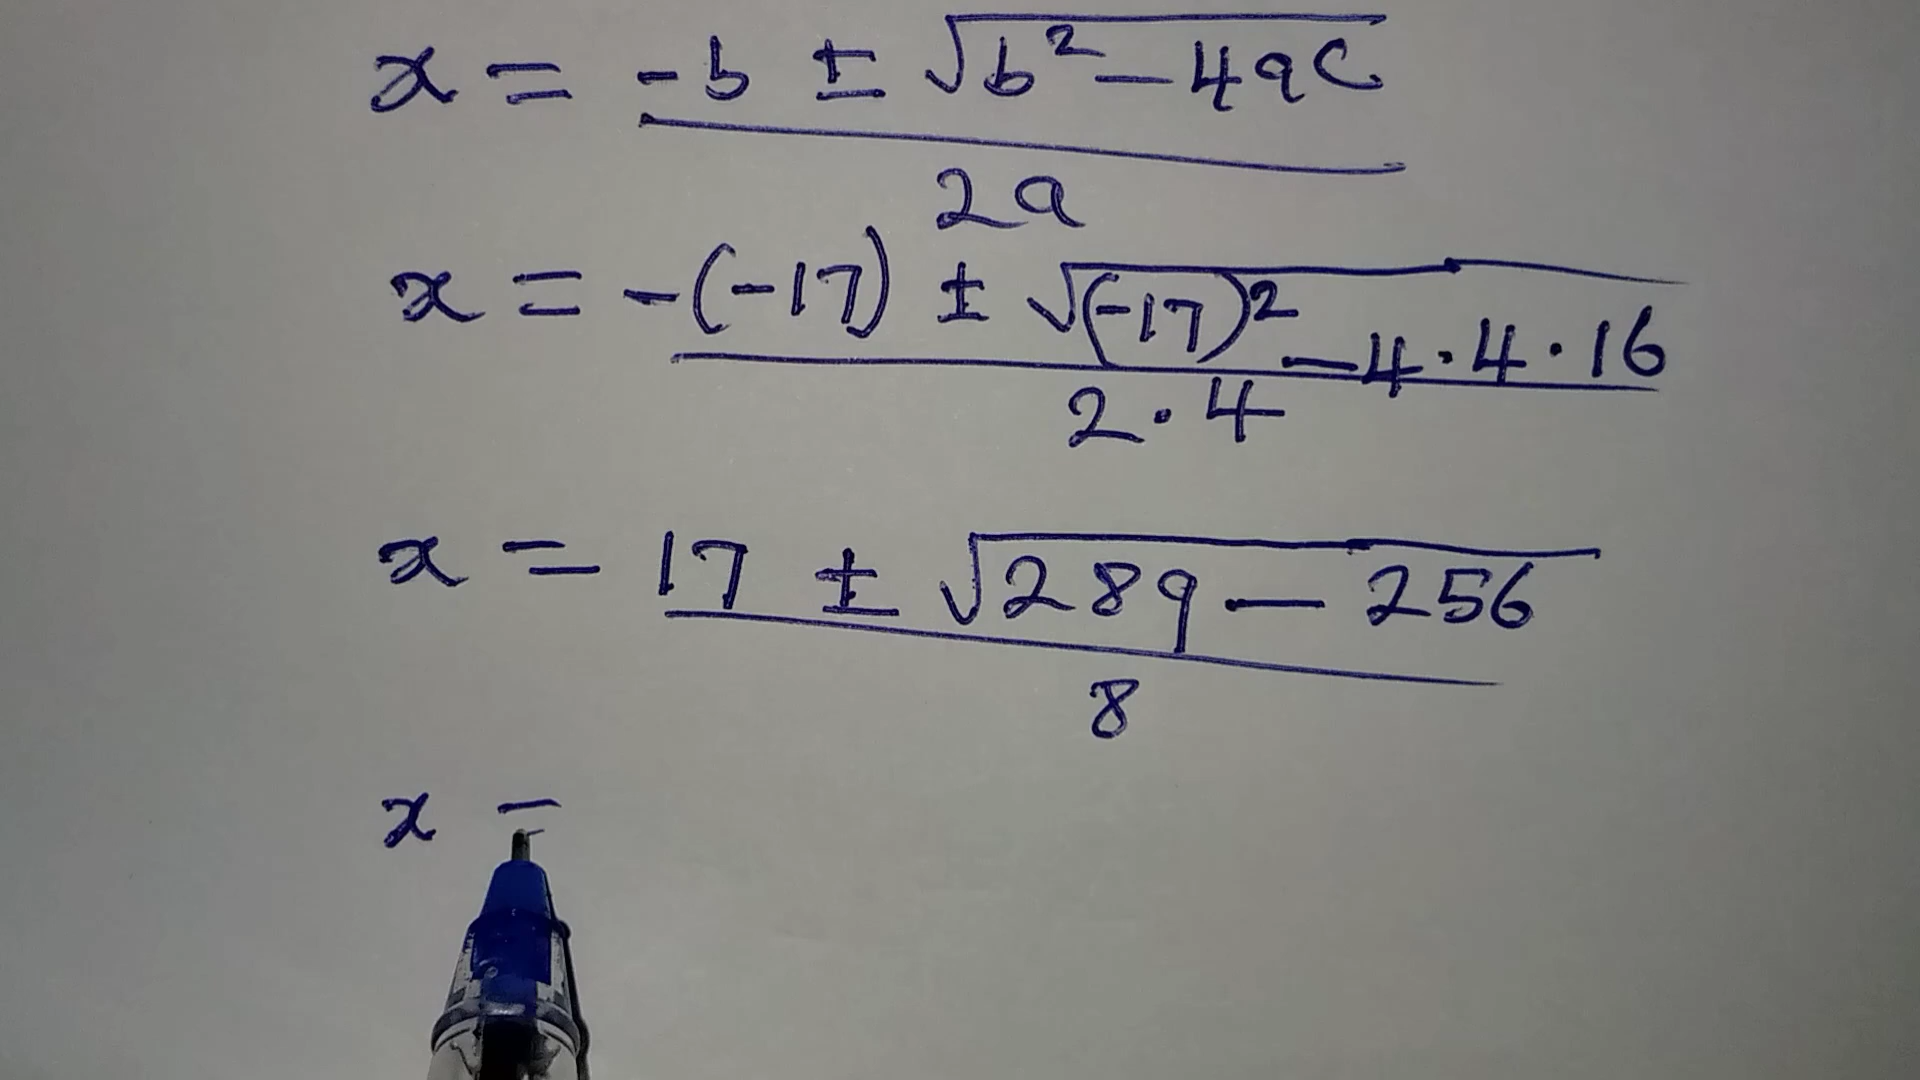 x = -b ± √b² - 4ac
2a
x = -(-17) ± √(-17)² - 4·4·16
2·4
x = 17 ± √289 - 256
8
x =